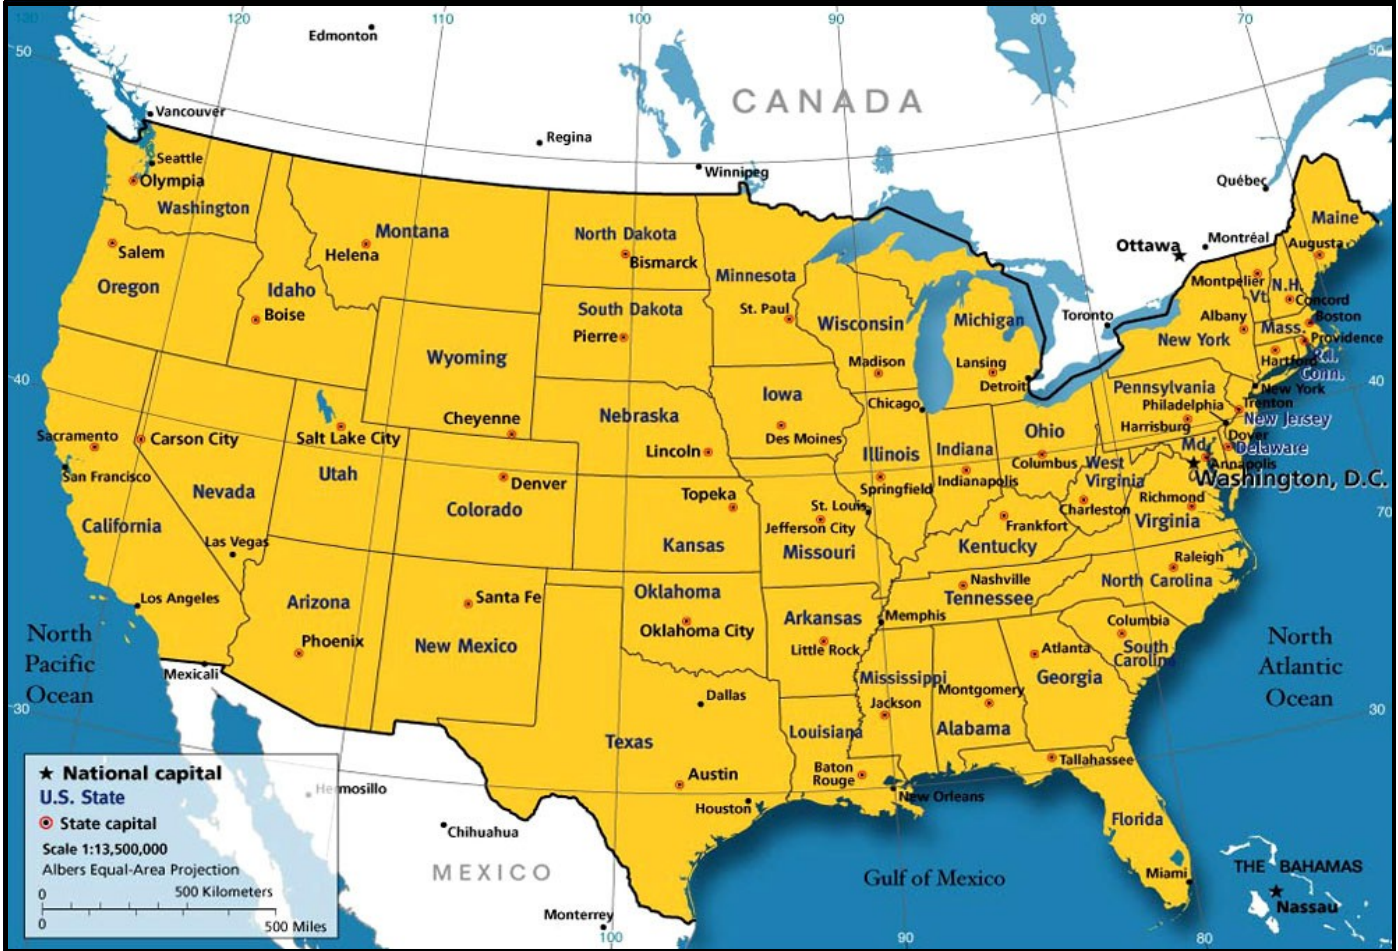 130
120
110
100
90
80
70
50
50
Edmonton
CANADA
Vancouver
Regina
Winnipeg
Québec
Seattle
Olympia
Washington
Montana
Helena
North Dakota
Bismarck
Minnesota
St. Paul
Ottawa
Montréal
Maine
Augusta
Salem
Oregon
Idaho
Boise
South Dakota
Pierre
Wisconsin
Madison
Michigan
Lansing
Detroit
Toronto
Montpelier
Vt.
N.H.
Concord
Albany
New York
Mass.
Boston
Providence
Hartford
R.I.
Conn.
40
40
Wyoming
Cheyenne
Nebraska
Lincoln
Iowa
Des Moines
Chicago
Illinois
Springfield
Indiana
Indianapolis
Ohio
Columbus
Pennsylvania
Philadelphia
Harrisburg
New York
Trenton
New Jersey
Md.
Dover
Delaware
Annapolis
Washington, D.C.
Sacramento
San Francisco
Carson City
Nevada
Salt Lake City
Utah
Denver
Colorado
Topeka
Kansas
St. Louis
Jefferson City
Missouri
West
Virginia
Charleston
Frankfort
Kentucky
Richmond
Virginia
70
California
Las Vegas
Los Angeles
Arizona
Phoenix
Santa Fe
New Mexico
Oklahoma
Oklahoma City
Arkansas
Little Rock
Memphis
Nashville
Tennessee
Raleigh
North Carolina
Columbia
South
Carolina
Atlanta
Georgia
North
Pacific
Ocean
North
Atlantic
Ocean
Mexicali
30
30
Dallas
Texas
Austin
Houston
Louisiana
Baton
Rouge
New Orleans
Mississippi
Jackson
Montgomery
Alabama
Tallahassee
Florida
Miami
National capital
U.S. State
State capital
Scale 1:13,500,000
Albers Equal-Area Projection
0
500 Kilometers
0
500 Miles
Hermosillo
Chihuahua
MEXICO
Monterrey
Gulf of Mexico
THE BAHAMAS
Nassau
100
90
80